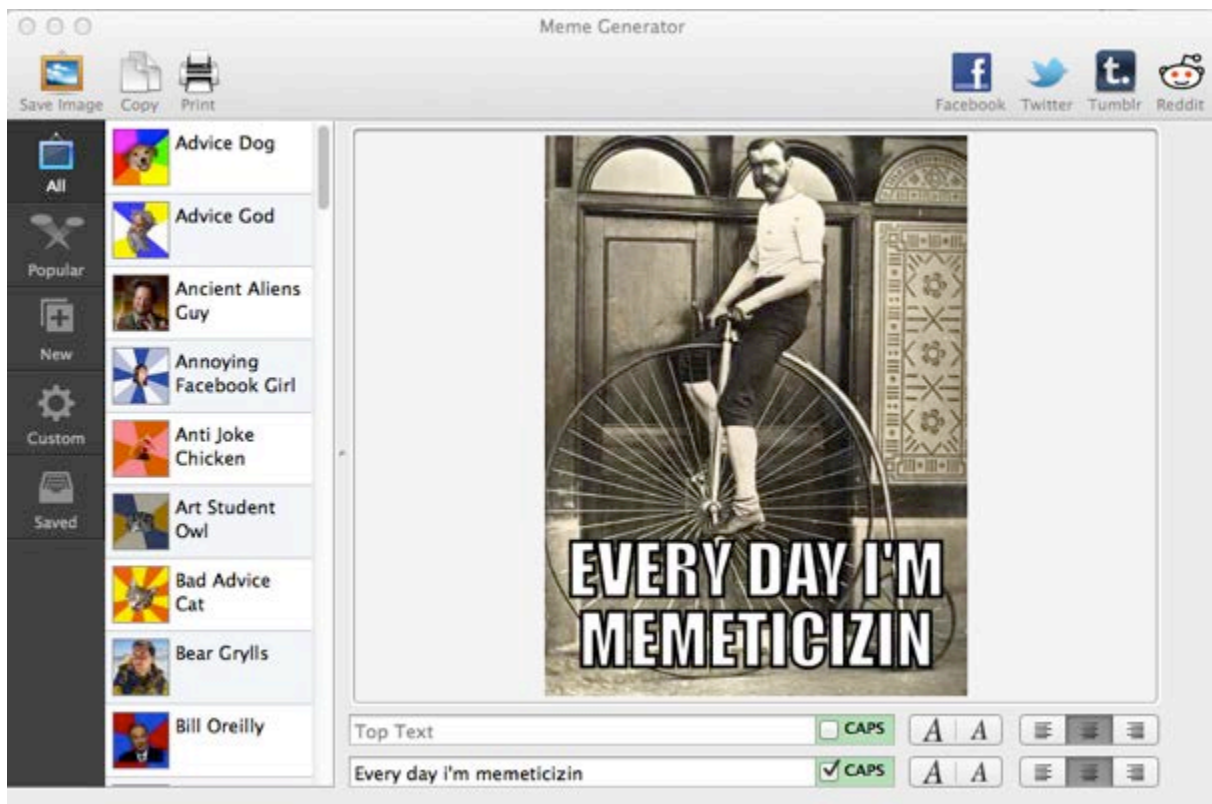 Meme Generator
Save Image Copy Print
f t.
Facebook Twitter Tumblr Reddit
All
Popular
New
Custom
Saved
Advice Dog
Advice God
Ancient Aliens
Guy
Annoying
Facebook Girl
Anti Joke
Chicken
Art Student
Owl
Bad Advice
Cat
Bear Grylls
Bill Oreilly
EVERY DAY I'M
MEMETICIZIN
Top Text CAPS A A
Every day i'm memeticizin CAPS A A